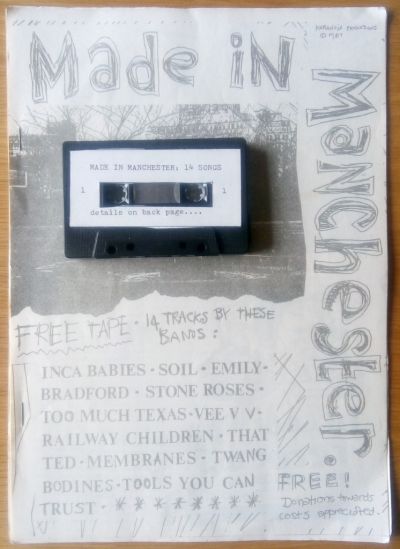 Made in
Manchester.
MADE IN MANCHESTER: 14 SONGS
1 1
details on back page....
FREE TAPE · 14 TRACKS BY THESE
BANDS:
INCA BABIES · SOIL · EMILY·
BRADFORD · STONE ROSES ·
TOO MUCH TEXAS · VEE V V ·
RAILWAY CHILDREN · THAT
TED · MEMBRANES · TWANG
BODINES · TOOLS YOU CAN
TRUST · * * * * * * * *
FREE!
Donations towards
costs appreciated.